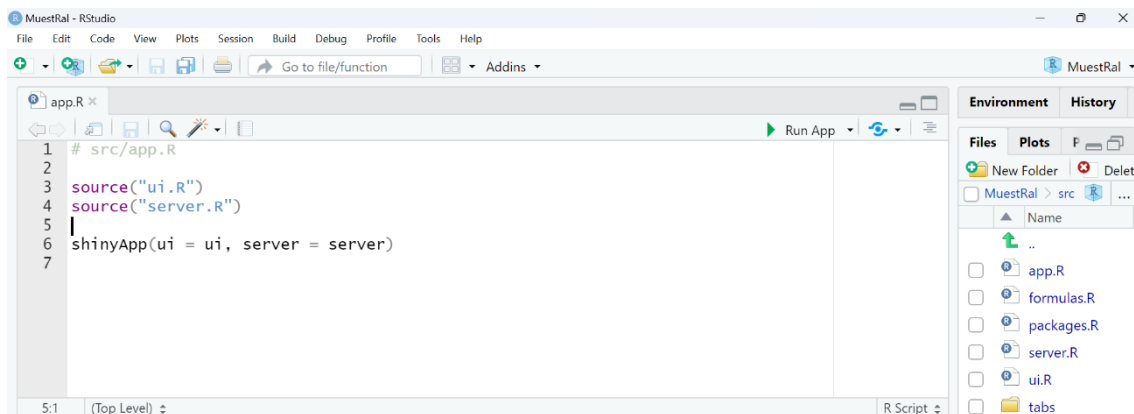 MuestRal - RStudio
File Edit Code View Plots Session Build Debug Profile Tools Help
Go to file/function Addins MuestRal
app.R
Run App
1 # src/app.R
2
3 source("ui.R")
4 source("server.R")
5
6 shinyApp(ui = ui, server = server)
7
5:1 (Top Level) R Script
Environment History
Files Plots P
New Folder Delet
MuestRal > src ...
Name
..
app.R
formulas.R
packages.R
server.R
ui.R
tabs